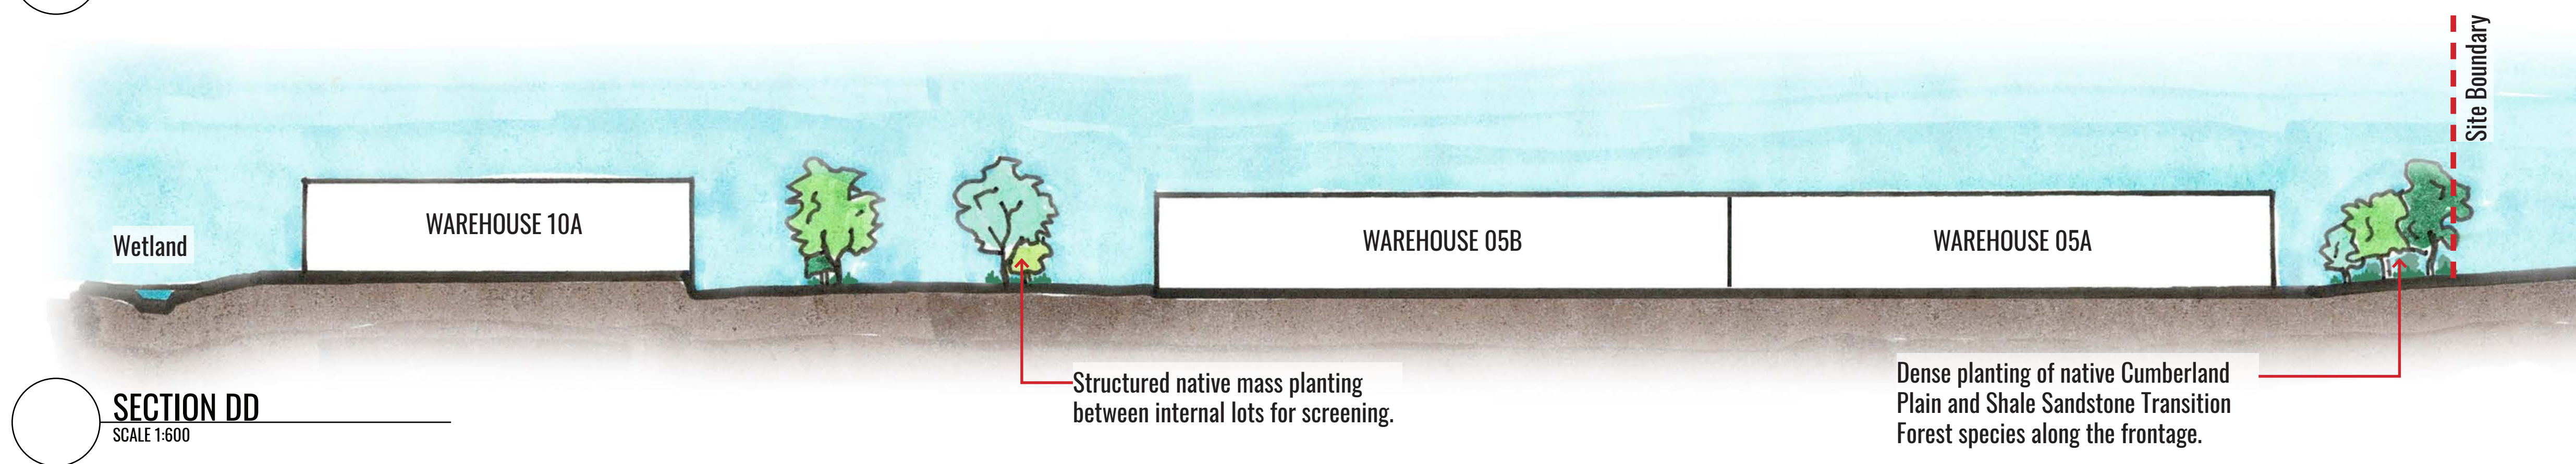 Site Boundary
Wetland
WAREHOUSE 10A
WAREHOUSE 05B
WAREHOUSE 05A
Structured native mass planting
between internal lots for screening.
Dense planting of native Cumberland
Plain and Shale Sandstone Transition
Forest species along the frontage.
SECTION DD
SCALE 1:600